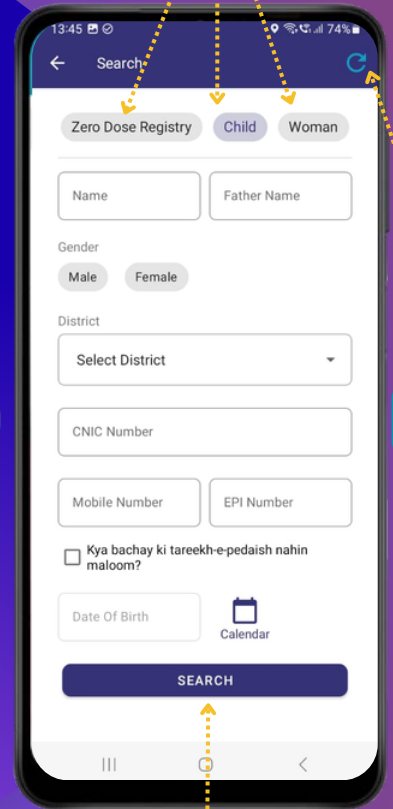 13:45 74%
Search
Zero Dose Registry Child Woman
Name Father Name
Gender
Male Female
District
Select District
CNIC Number
Mobile Number EPI Number
Kya bachay ki tareekh-e-pedaish nahin
maloom?
Date Of Birth
Calendar
SEARCH